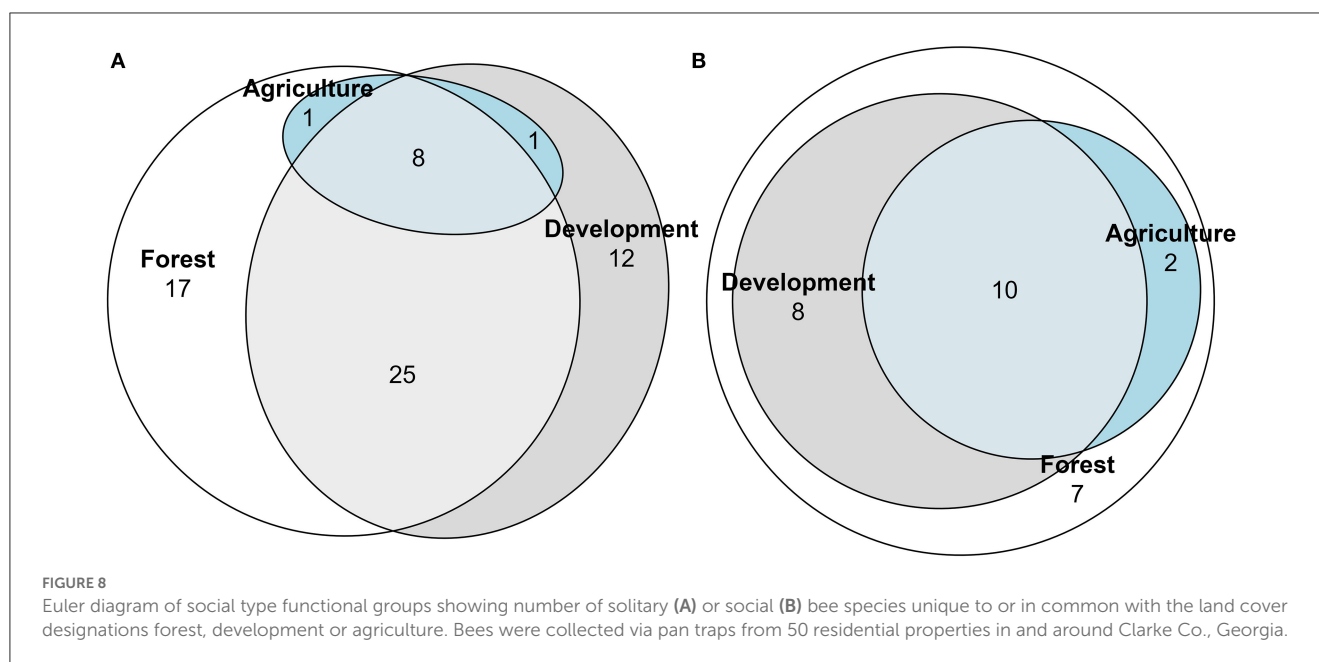 A
Agriculture
1
1
8
Development
12
Forest
17
25
B
Agriculture
2
Development
8
10
Forest
7
FIGURE 8
Euler diagram of social type functional groups showing number of solitary (A) or social (B) bee species unique to or in common with the land cover
designations forest, development or agriculture. Bees were collected via pan traps from 50 residential properties in and around Clarke Co., Georgia.